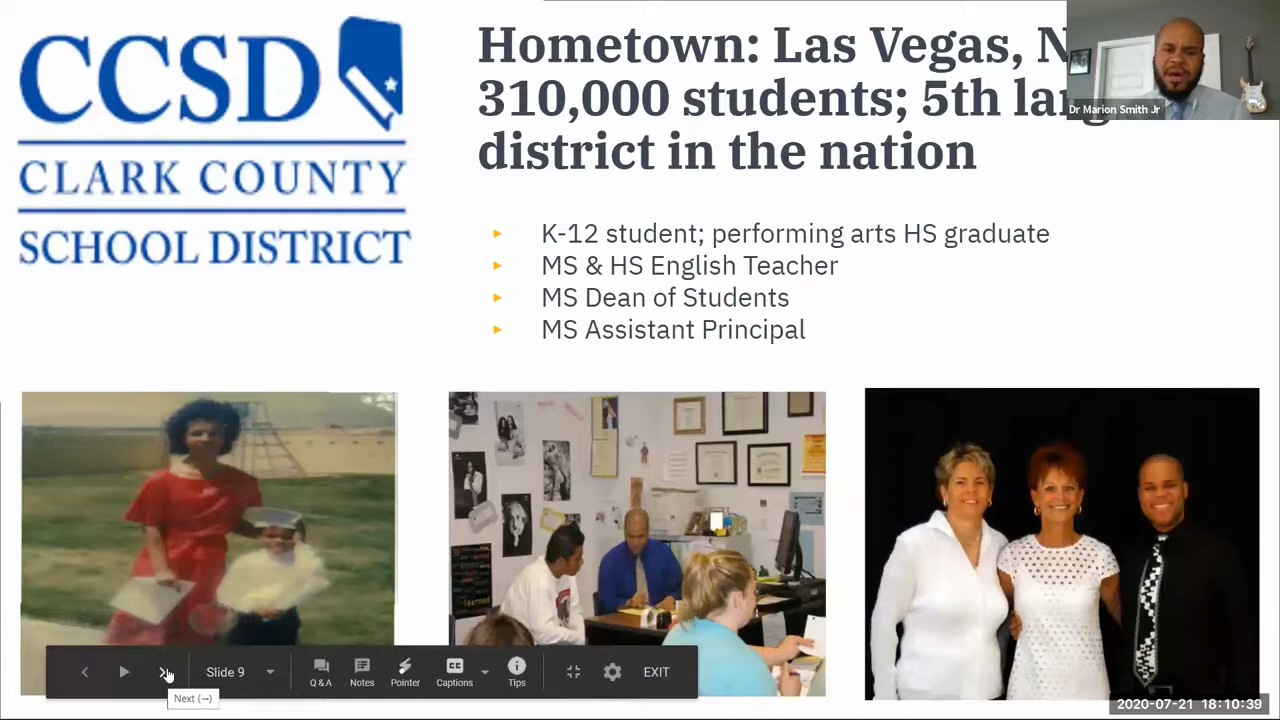 CCSD
CLARK COUNTY
SCHOOL DISTRICT
Hometown: Las Vegas, N
310,000 students; 5th larg
district in the nation
K-12 student; performing arts HS graduate
MS & HS English Teacher
MS Dean of Students
MS Assistant Principal
Dr Marion Smith Jr
learned
Slide 9
Q & A
Notes
Pointer
Captions
Tips
EXIT
Next (→)
2020-07-21 18:10:39